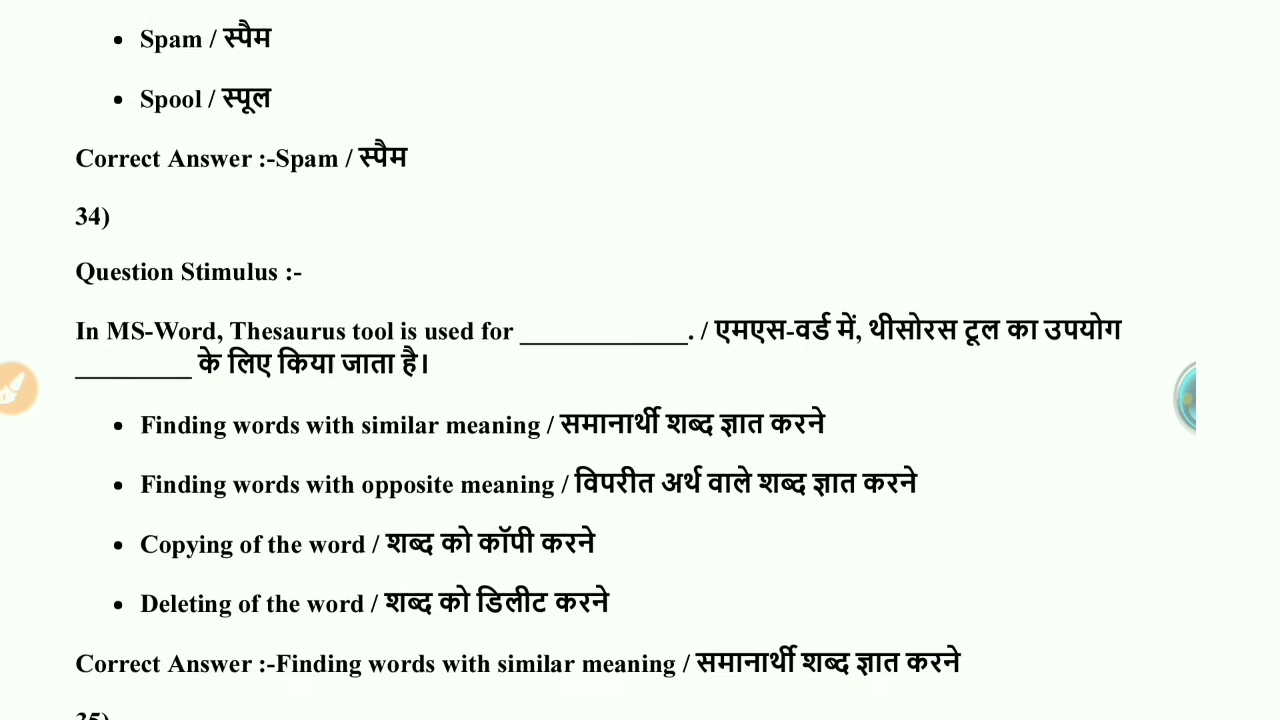 • Spam / स्पैम
• Spool / स्पूल
Correct Answer :-Spam / स्पैम
34)
Question Stimulus :-
In MS-Word, Thesaurus tool is used for _____________. / एमएस-वर्ड में, थीसोरस टूल का उपयोग
_________ के लिए किया जाता है।
• Finding words with similar meaning / समानार्थी शब्द ज्ञात करने
• Finding words with opposite meaning / विपरीत अर्थ वाले शब्द ज्ञात करने
• Copying of the word / शब्द को कॉपी करने
• Deleting of the word / शब्द को डिलीट करने
Correct Answer :-Finding words with similar meaning / समानार्थी शब्द ज्ञात करने
35)